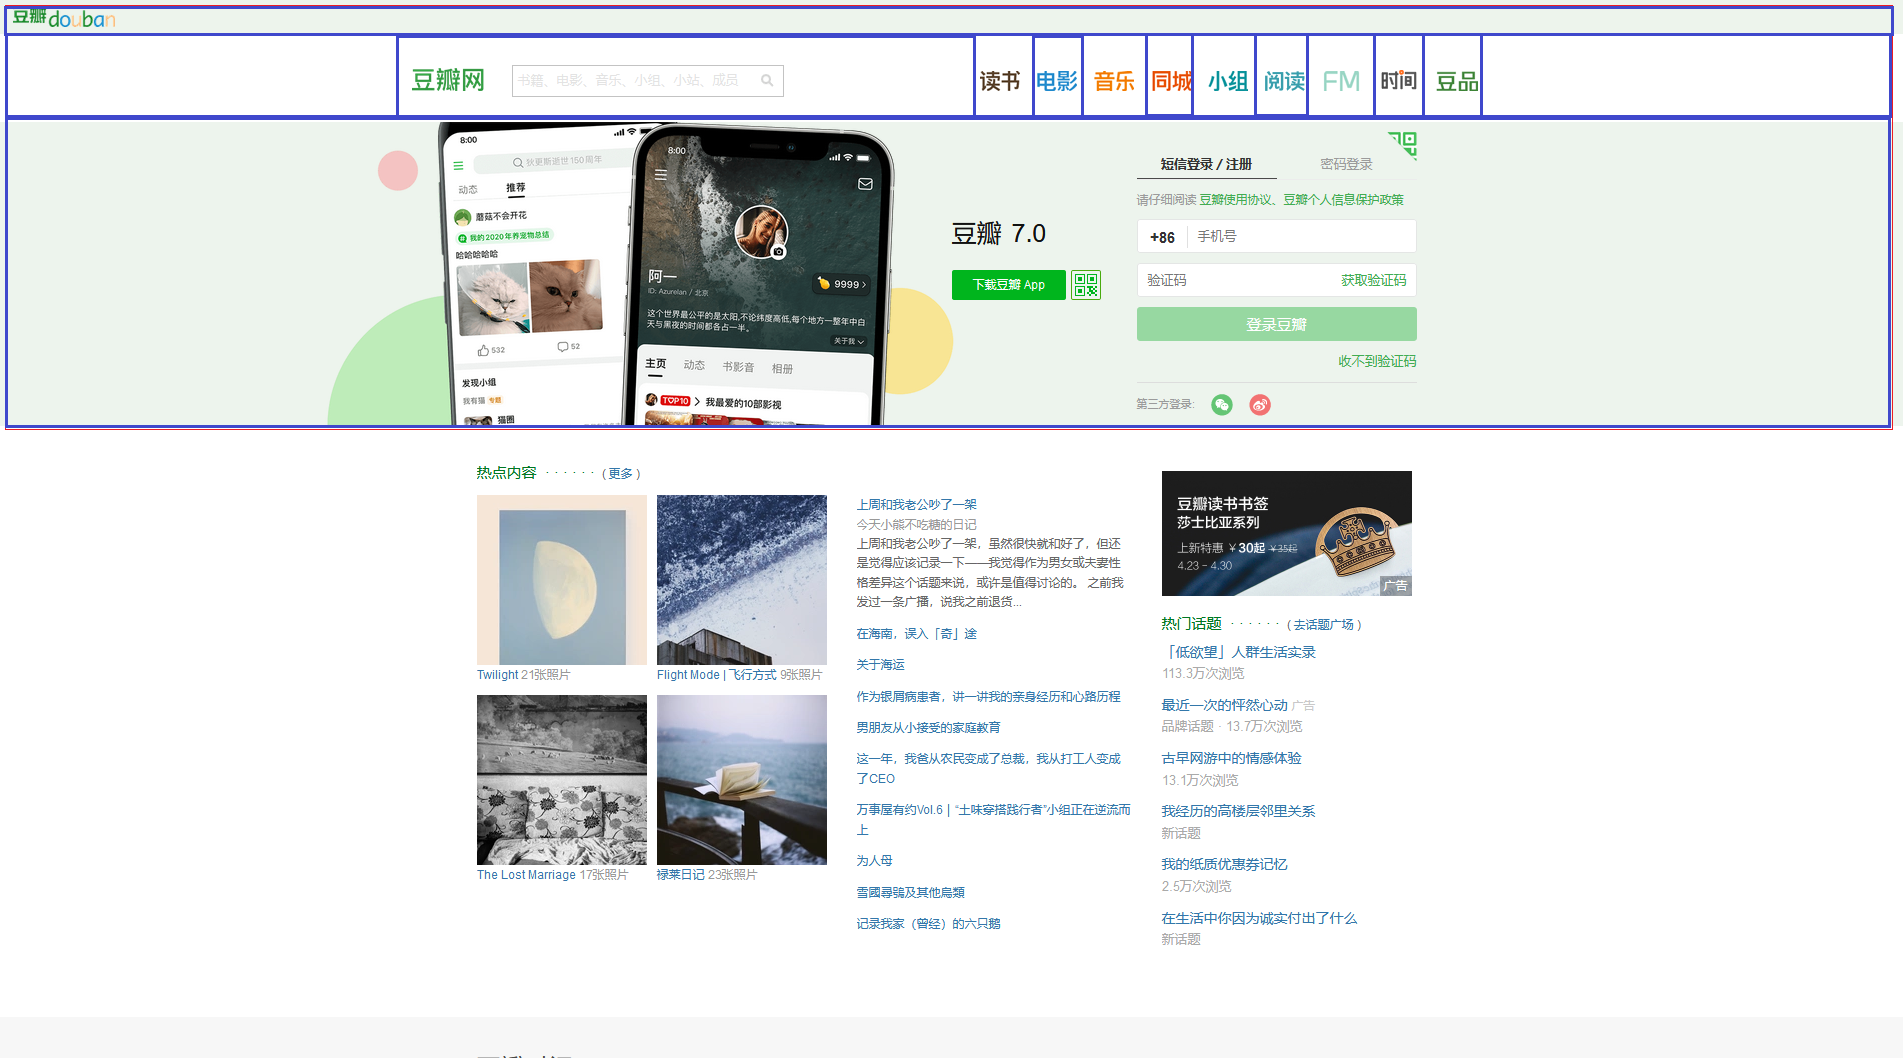 豆瓣douban
豆瓣网
书籍、电影、音乐、小组、小站、成员
读书 电影 音乐 同城 小组 阅读 FM 时间 豆品
8:00
狄更斯逝世150周年
动态 推荐
蘑菇不会开花
我的2020年养宠物总结
哈哈哈哈哈
532 52
发现小组
我有猫 专题
猫圈
8:00
阿一
ID: Azurelan / 北京
9999
这个世界最公平的是太阳,不论纬度高低,每个地方一整年中白
天与黑夜的时间都各占一半。
关于我
主页 动态 书影音 相册
TOP10 我最爱的10部影视
豆瓣 7.0
下载豆瓣 App
短信登录 / 注册 密码登录
请仔细阅读 豆瓣使用协议、豆瓣个人信息保护政策
+86 手机号
验证码 获取验证码
登录豆瓣
收不到验证码
第三方登录:
热点内容 · · · · · · ( 更多 )
Twilight 21张照片
Flight Mode | 飞行方式 9张照片
The Lost Marriage 17张照片
禄莱日记 23张照片
上周和我老公吵了一架
今天小熊不吃糖的日记
上周和我老公吵了一架，虽然很快就和好了，但还
是觉得应该记录一下——我觉得作为男女或夫妻性
格差异这个话题来说，或许是值得讨论的。 之前我
发过一条广播，说我之前退货...
在海南，误入「奇」途
关于海运
作为银屑病患者，讲一讲我的亲身经历和心路历程
男朋友从小接受的家庭教育
这一年，我爸从农民变成了总裁，我从打工人变成
了CEO
万事屋有约Vol.6 | “土味穿搭践行者”小组正在逆流而
上
为人母
雪國尋鴞及其他鳥類
记录我家（曾经）的六只鹅
豆瓣读书书签
莎士比亚系列
上新特惠 ￥30起 ￥35起
4.23 - 4.30
广告
热门话题 · · · · · · ( 去话题广场 )
「低欲望」人群生活实录
113.3万次浏览
最近一次的怦然心动 广告
品牌话题 · 13.7万次浏览
古早网游中的情感体验
13.1万次浏览
我经历的高楼层邻里关系
新话题
我的纸质优惠券记忆
2.5万次浏览
在生活中你因为诚实付出了什么
新话题